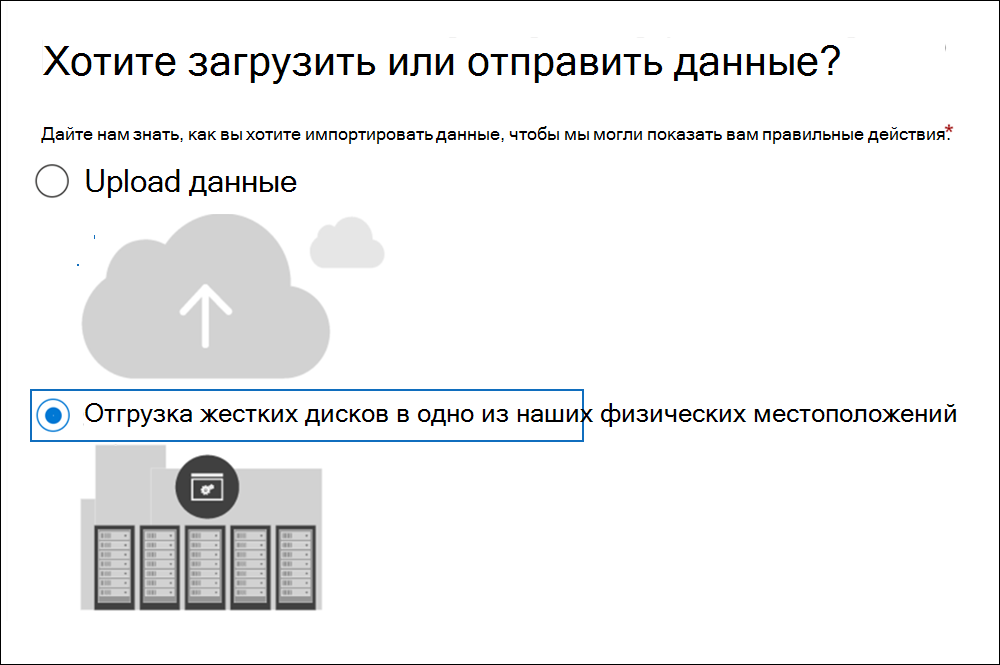 Хотите загрузить или отправить данные?
Дайте нам знать, как вы хотите импортировать данные, чтобы мы могли показать вам правильные действия.*
Upload данные
Отгрузка жестких дисков в одно из наших физических местоположений